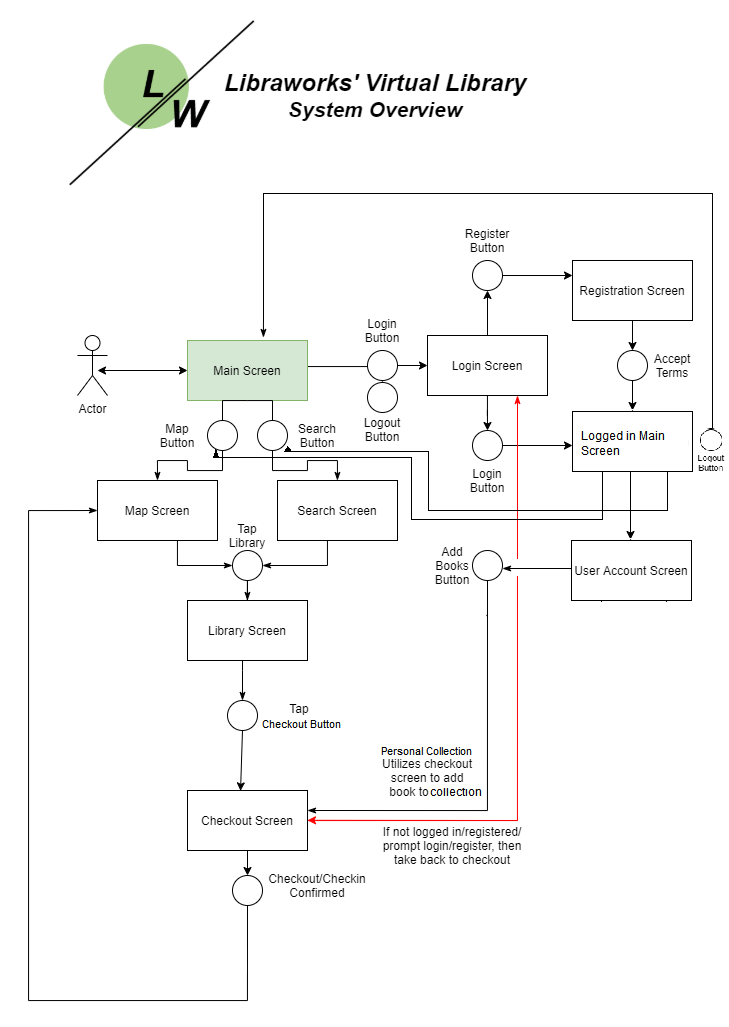 L
W
Libraworks' Virtual Library
System Overview
Register
Button
Registration Screen
Login
Button
Main Screen
Login Screen
Accept
Terms
Actor
Logout
Button
Map
Button
Search
Button
Logged in Main
Screen
Logout
Button
Login
Button
Map Screen
Search Screen
Tap
Library
Add
Books
Button
User Account Screen
Library Screen
Tap
Checkout Button
Personal Collection
Utilizes checkout
screen to add
book to collection
Checkout Screen
If not logged in/registered/
prompt login/register, then
take back to checkout
Checkout/Checkin
Confirmed